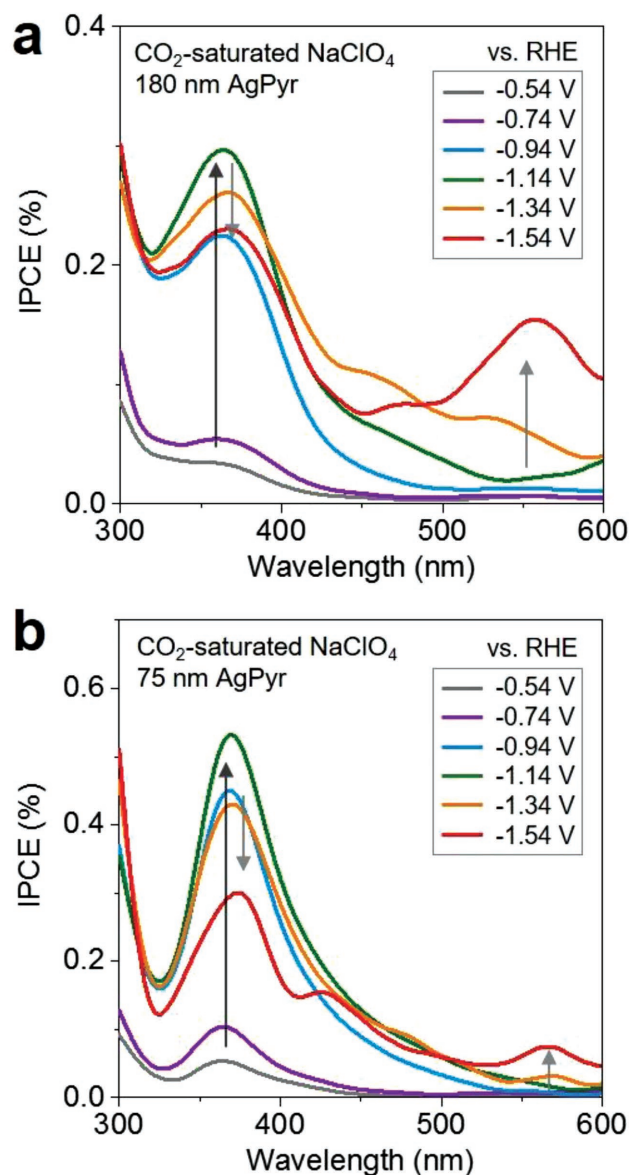 a
CO₂-saturated NaClO₄
180 nm AgPyr
vs. RHE
-0.54 V
-0.74 V
-0.94 V
-1.14 V
-1.34 V
-1.54 V
IPCE (%)
0.4
0.2
0.0
300 400 500 600
Wavelength (nm)
b
CO₂-saturated NaClO₄
75 nm AgPyr
vs. RHE
-0.54 V
-0.74 V
-0.94 V
-1.14 V
-1.34 V
-1.54 V
IPCE (%)
0.6
0.4
0.2
0.0
300 400 500 600
Wavelength (nm)